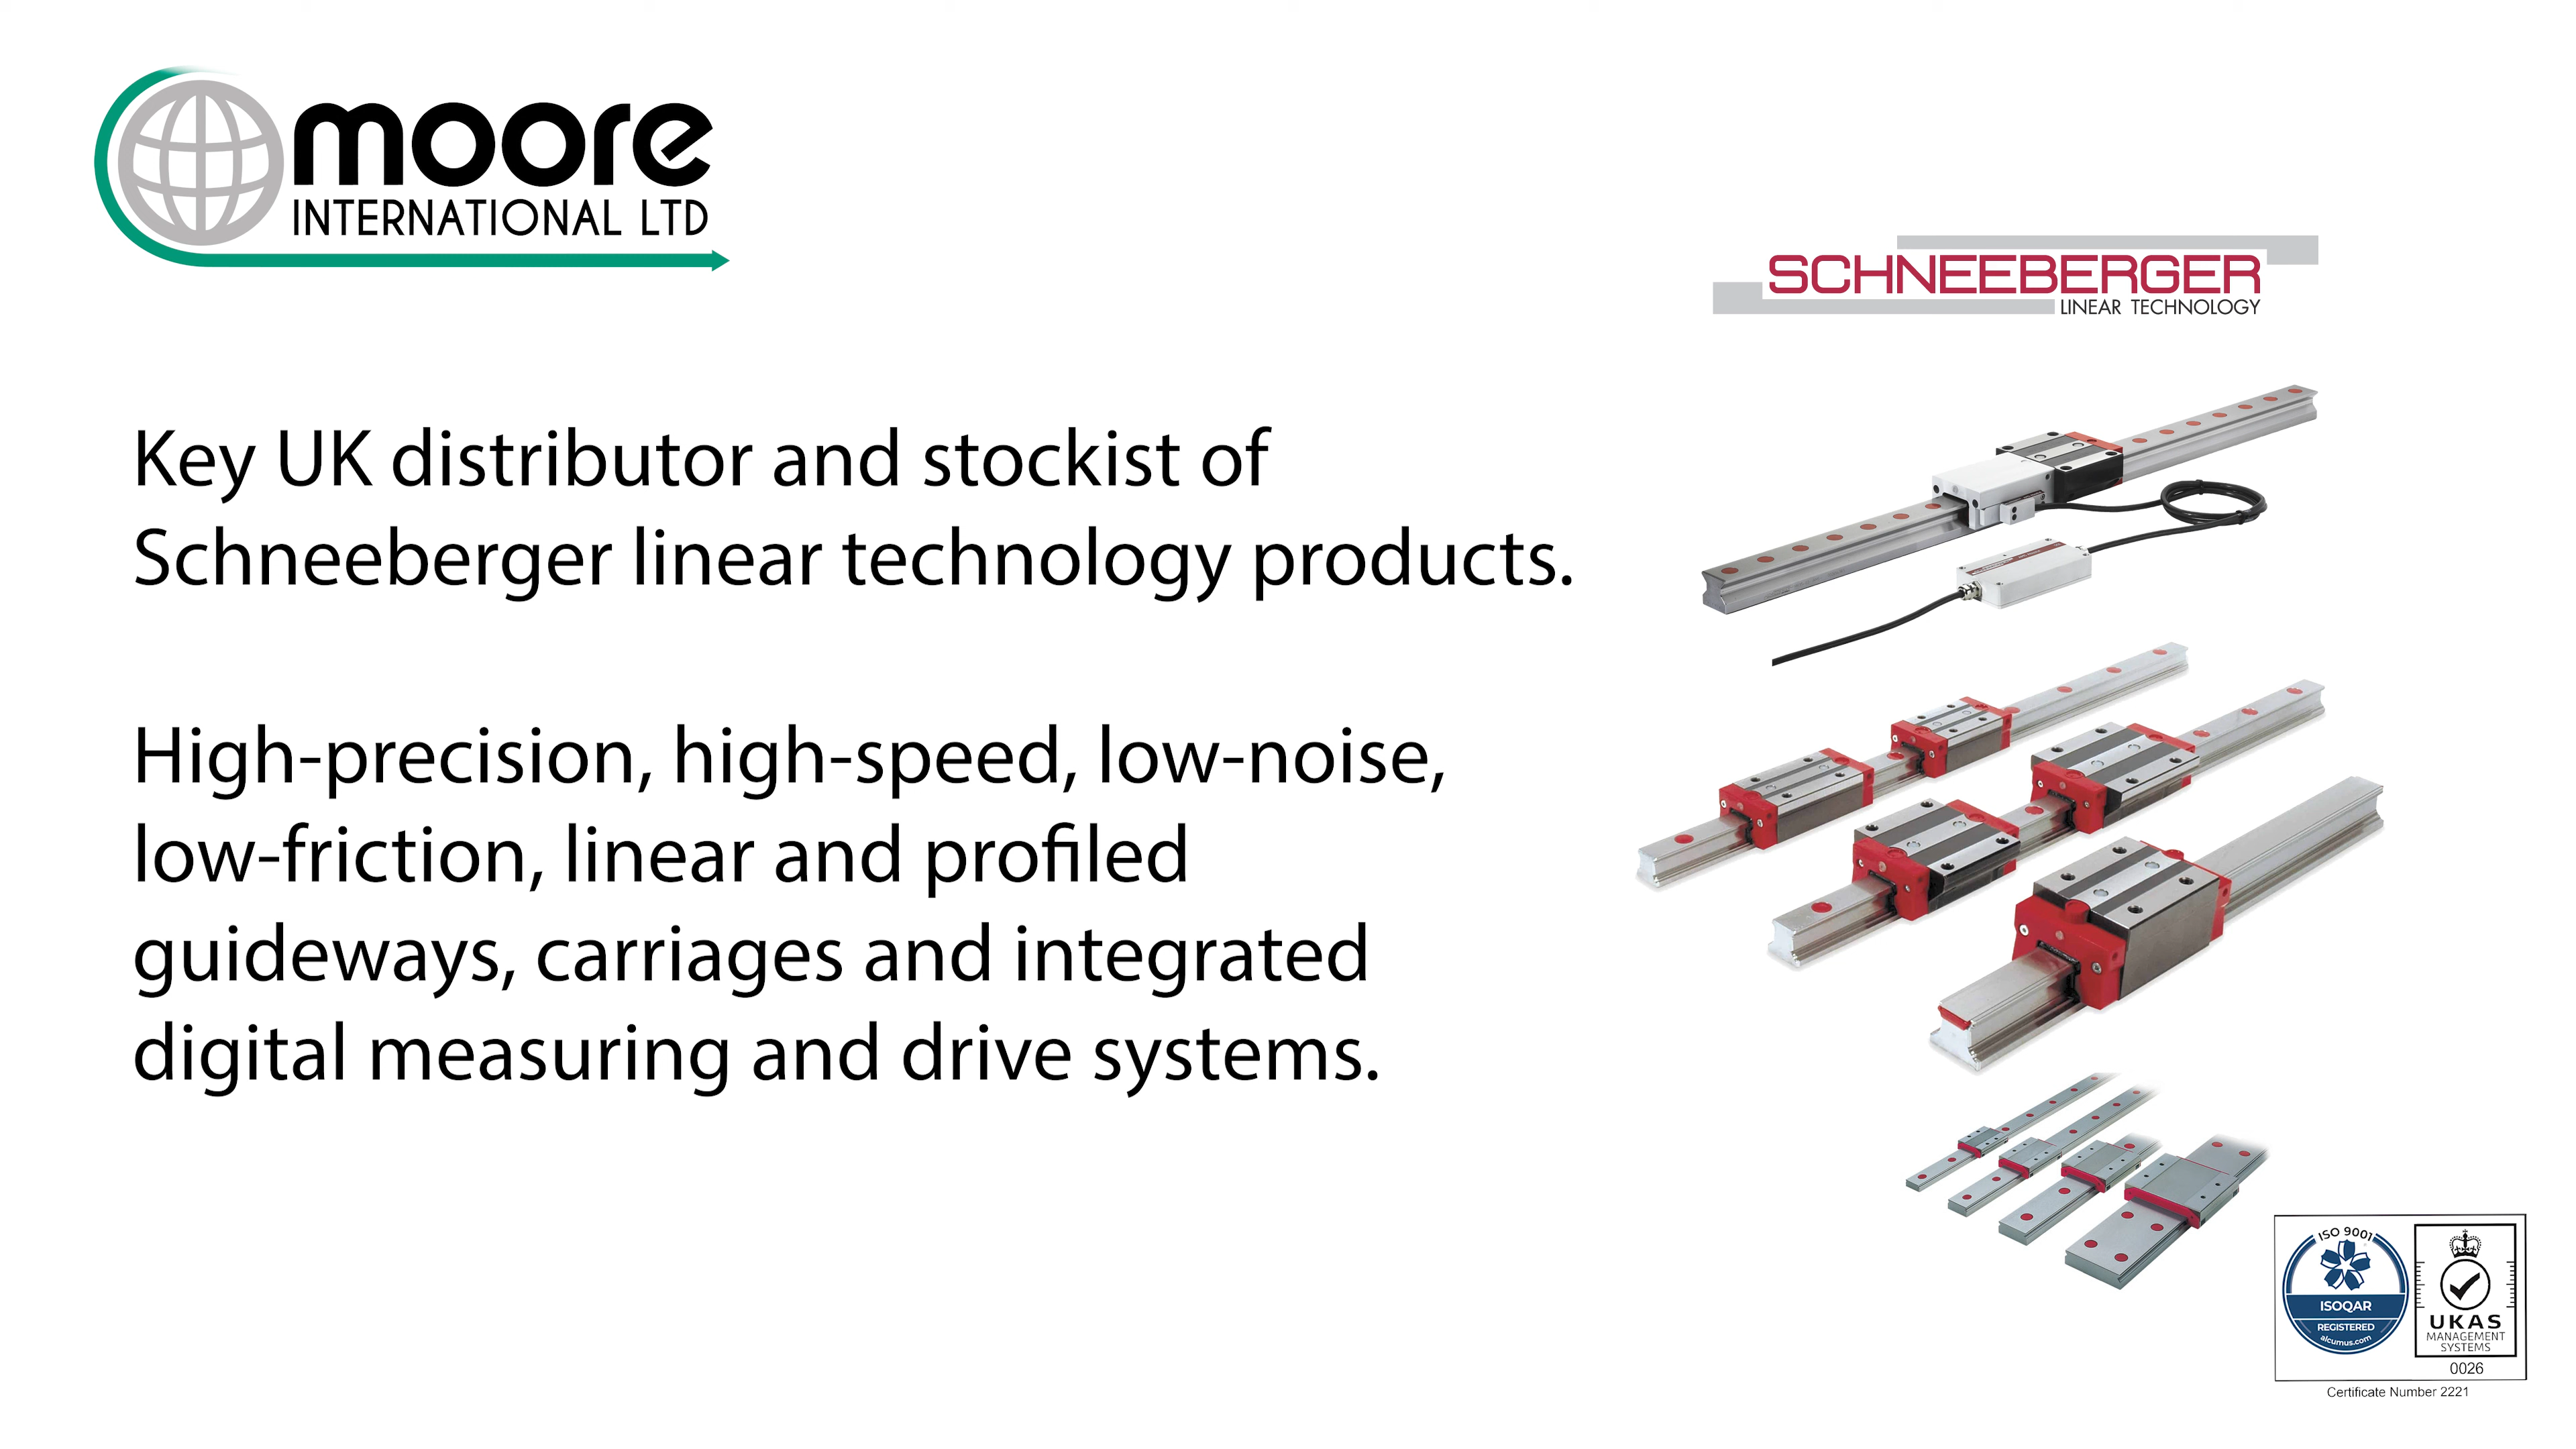 moore
INTERNATIONAL LTD
SCHNEEBERGER
LINEAR TECHNOLOGY
Key UK distributor and stockist of
Schneeberger linear technology products.
High-precision, high-speed, low-noise,
low-friction, linear and profiled
guideways, carriages and integrated
digital measuring and drive systems.
ISO 9001
ISOQAR
REGISTERED
alcumus.com
UKAS
MANAGEMENT
SYSTEMS
0026
Certificate Number 2221